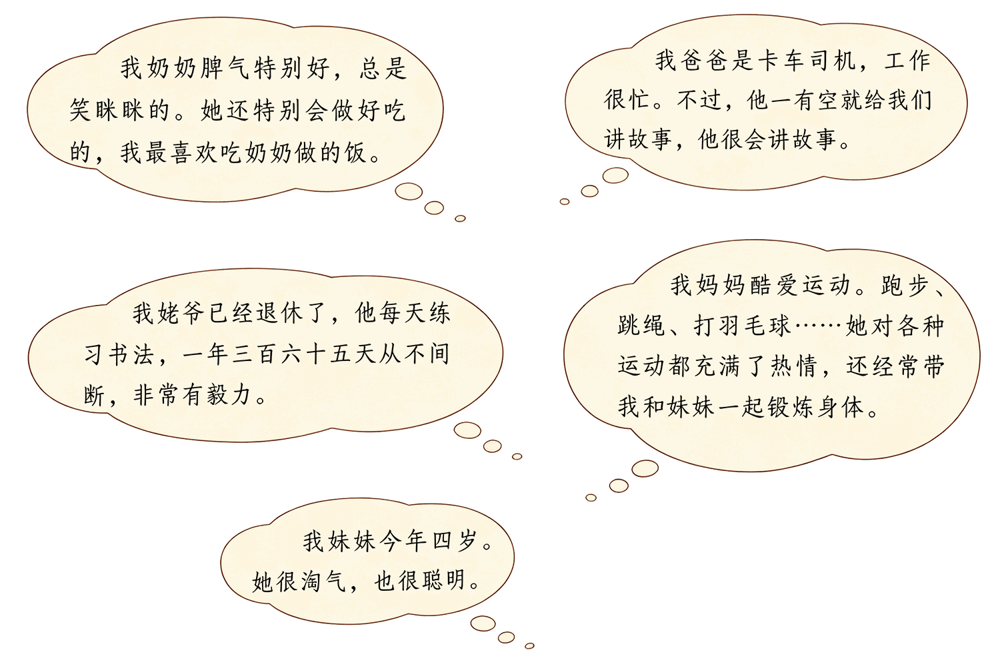 我奶奶脾气特别好，总是
笑眯眯的。她还特别会做好吃
的，我最喜欢吃奶奶做的饭。
我爸爸是卡车司机，工作
很忙。不过，他一有空就给我们
讲故事，他很会讲故事。
我姥爷已经退休了，他每天练
习书法，一年三百六十五天从不间
断，非常有毅力。
我妈妈酷爱运动。跑步、
跳绳、打羽毛球……她对各种
运动都充满了热情，还经常带
我和妹妹一起锻炼身体。
我妹妹今年四岁。
她很淘气，也很聪明。